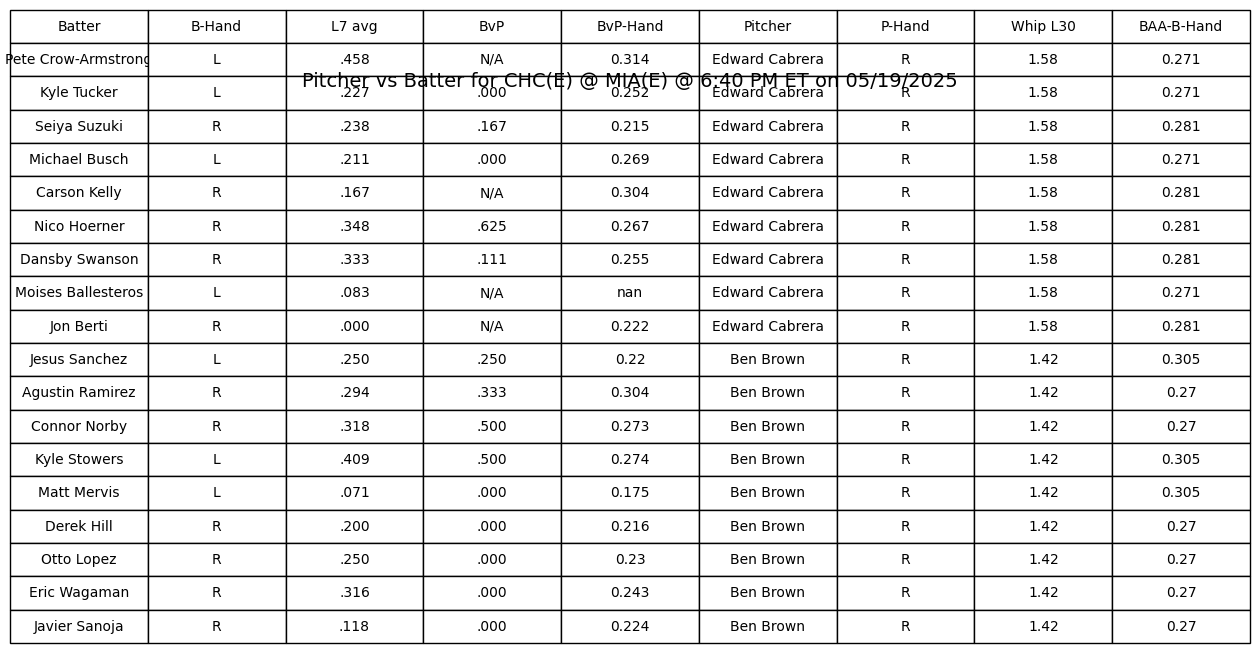 Batter B-Hand L7 avg BvP BvP-Hand Pitcher P-Hand Whip L30 BAA-B-Hand
Pete Crow-Armstrong L .458 N/A 0.314 Edward Cabrera R 1.58 0.271
Pitcher vs Batter for CHC(E) @ MIA(E) @ 6:40 PM ET on 05/19/2025
Kyle Tucker L .227 .000 0.252 Edward Cabrera R 1.58 0.271
Seiya Suzuki R .238 .167 0.215 Edward Cabrera R 1.58 0.281
Michael Busch L .211 .000 0.269 Edward Cabrera R 1.58 0.271
Carson Kelly R .167 N/A 0.304 Edward Cabrera R 1.58 0.281
Nico Hoerner R .348 .625 0.267 Edward Cabrera R 1.58 0.281
Dansby Swanson R .333 .111 0.255 Edward Cabrera R 1.58 0.281
Moises Ballesteros L .083 N/A nan Edward Cabrera R 1.58 0.271
Jon Berti R .000 N/A 0.222 Edward Cabrera R 1.58 0.281
Jesus Sanchez L .250 .250 0.22 Ben Brown R 1.42 0.305
Agustin Ramirez R .294 .333 0.304 Ben Brown R 1.42 0.27
Connor Norby R .318 .500 0.273 Ben Brown R 1.42 0.27
Kyle Stowers L .409 .500 0.274 Ben Brown R 1.42 0.305
Matt Mervis L .071 .000 0.175 Ben Brown R 1.42 0.305
Derek Hill R .200 .000 0.216 Ben Brown R 1.42 0.27
Otto Lopez R .250 .000 0.23 Ben Brown R 1.42 0.27
Eric Wagaman R .316 .000 0.243 Ben Brown R 1.42 0.27
Javier Sanoja R .118 .000 0.224 Ben Brown R 1.42 0.27